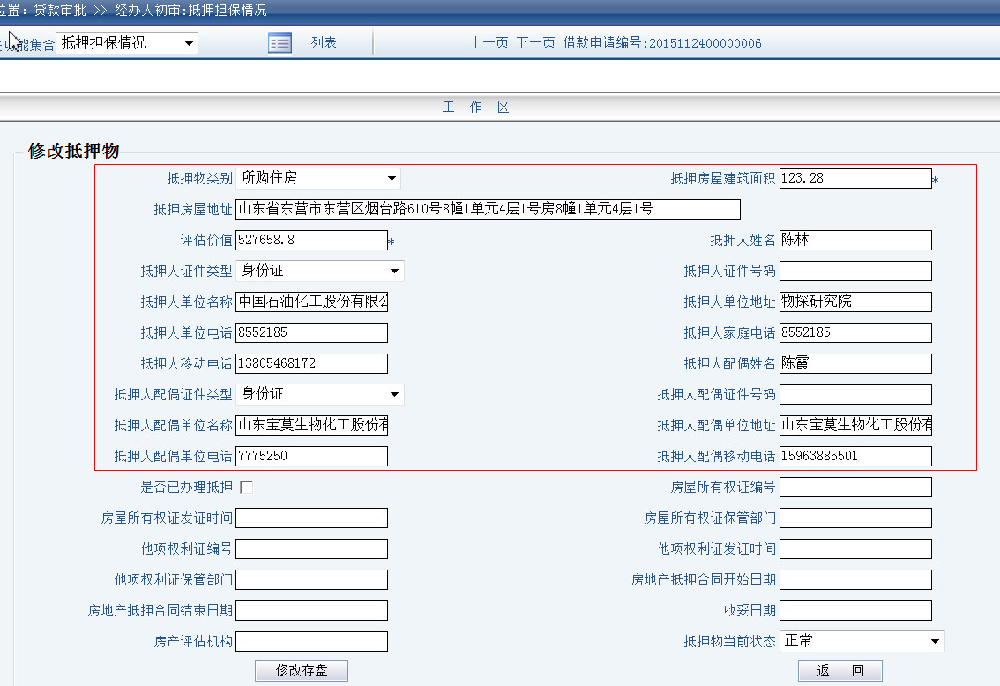 位置: 贷款审批 >> 经办人初审:抵押担保情况
功能集合 抵押担保情况 列表 上一页 下一页 借款申请编号:2015112400000006
工 作 区
修改抵押物
抵押物类别 所购住房 抵押房屋建筑面积 123.28 *
抵押房屋地址 山东省东营市东营区烟台路610号8幢1单元4层1号房8幢1单元4层1号
评估价值 527658.8 * 抵押人姓名 陈林
抵押人证件类型 身份证 抵押人证件号码
抵押人单位名称 中国石油化工股份有限公 抵押人单位地址 物探研究院
抵押人单位电话 8552185 抵押人家庭电话 8552185
抵押人移动电话 13805468172 抵押人配偶姓名 陈霞
抵押人配偶证件类型 身份证 抵押人配偶证件号码
抵押人配偶单位名称 山东宝莫生物化工股份有 抵押人配偶单位地址 山东宝莫生物化工股份有
抵押人配偶单位电话 7775250 抵押人配偶移动电话 15963885501
是否已办理抵押 房屋所有权证编号
房屋所有权证发证时间 房屋所有权证保管部门
他项权利证编号 他项权利证发证时间
他项权利证保管部门 房地产抵押合同开始日期
房地产抵押合同结束日期 收妥日期
房产评估机构 抵押物当前状态 正常
修改存盘 返 回